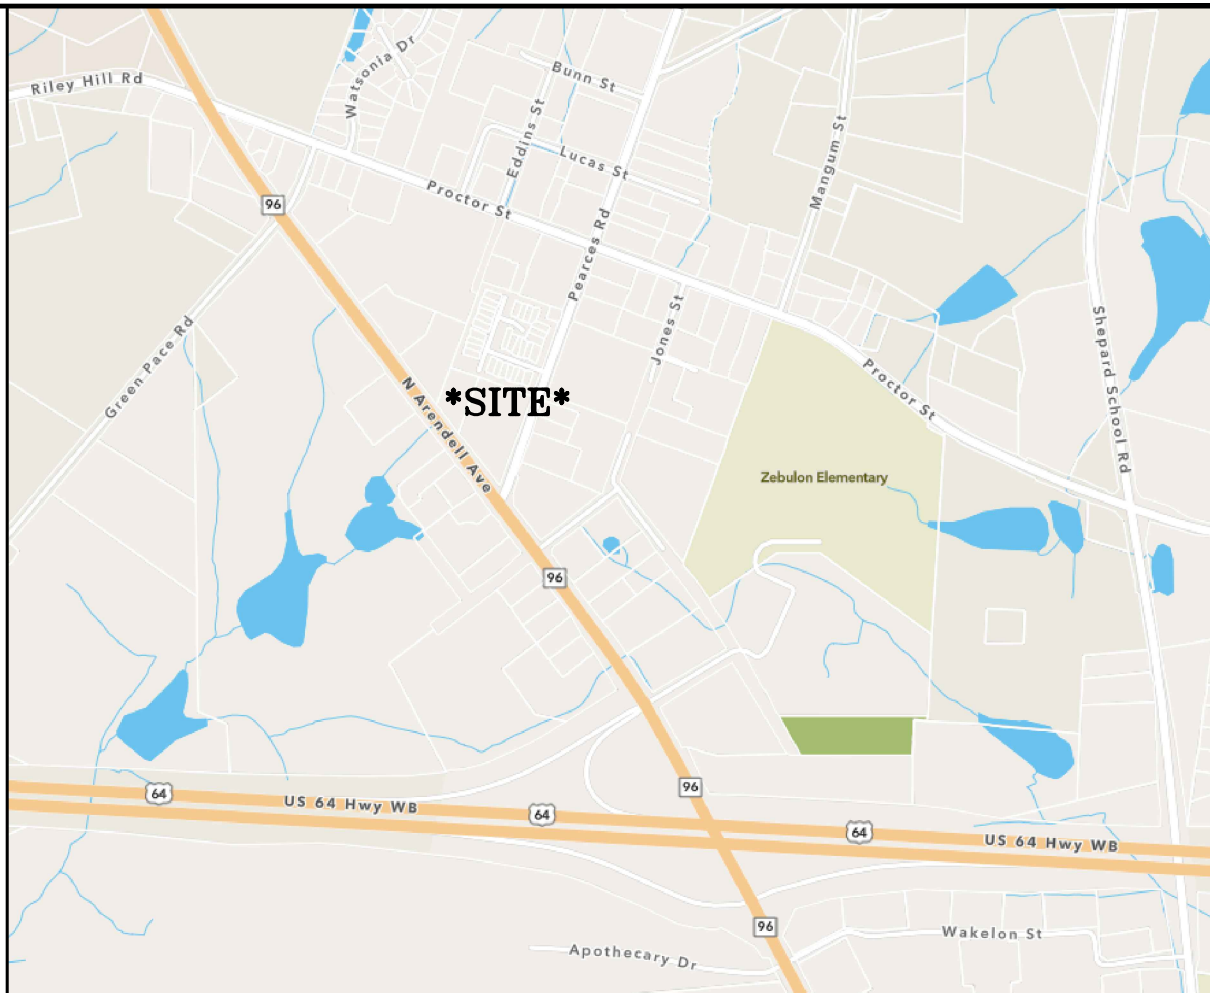 Watsonia Dr
Riley Hill Rd
Bunn St
Eddins St
Lucas St
Mangum St
Proctor St
96
Pearces Rd
Jones St
Green Pace Rd
Shepard School Rd
N Arendell Ave
*SITE*
Proctor St
Zebulon Elementary
96
96
64
US 64 Hwy WB
64
64
US 64 Hwy WB
96
Wakelon St
Apothecary Dr